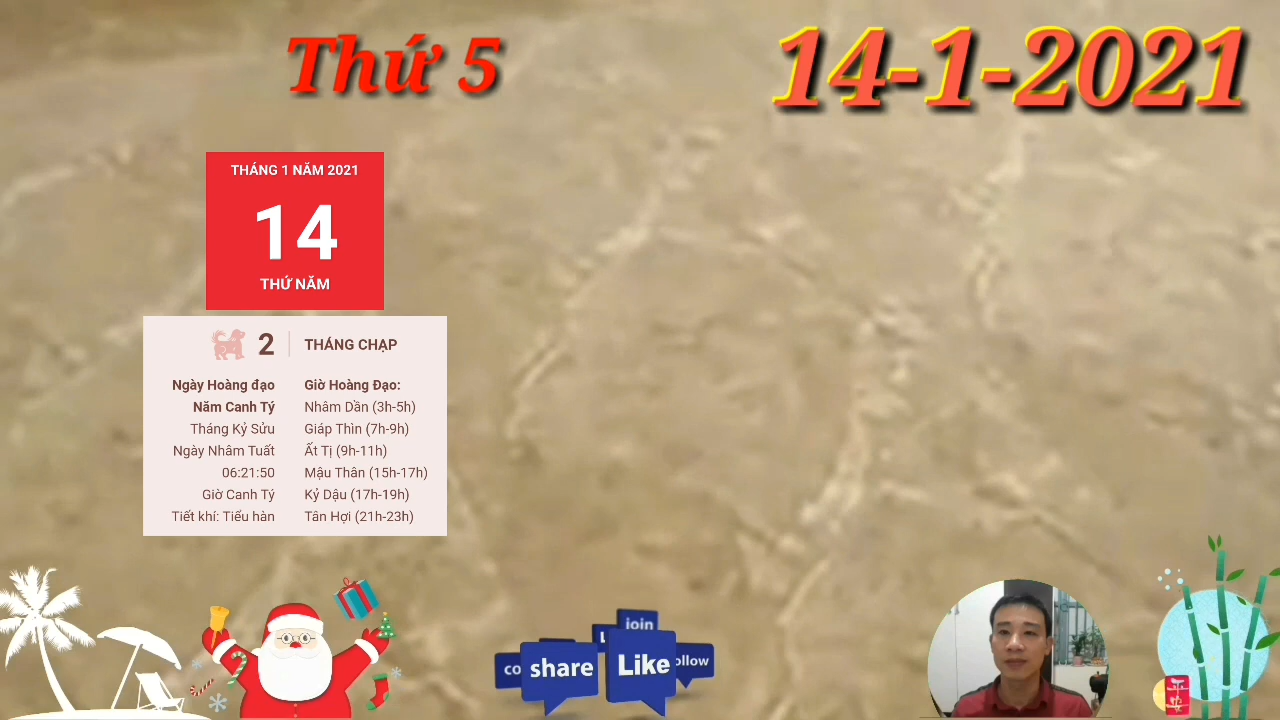 Thứ 5
14-1-2021
THÁNG 1 NĂM 2021
14
THỨ NĂM
2
THÁNG CHẠP
Ngày Hoàng đạo
Năm Canh Tý
Tháng Kỷ Sửu
Ngày Nhâm Tuất
06:21:50
Giờ Canh Tý
Tiết khí: Tiểu hàn
Giờ Hoàng Đạo:
Nhâm Dần (3h-5h)
Giáp Thìn (7h-9h)
Ất Tị (9h-11h)
Mậu Thân (15h-17h)
Kỷ Dậu (17h-19h)
Tân Hợi (21h-23h)
join
co
share
Like
ollow